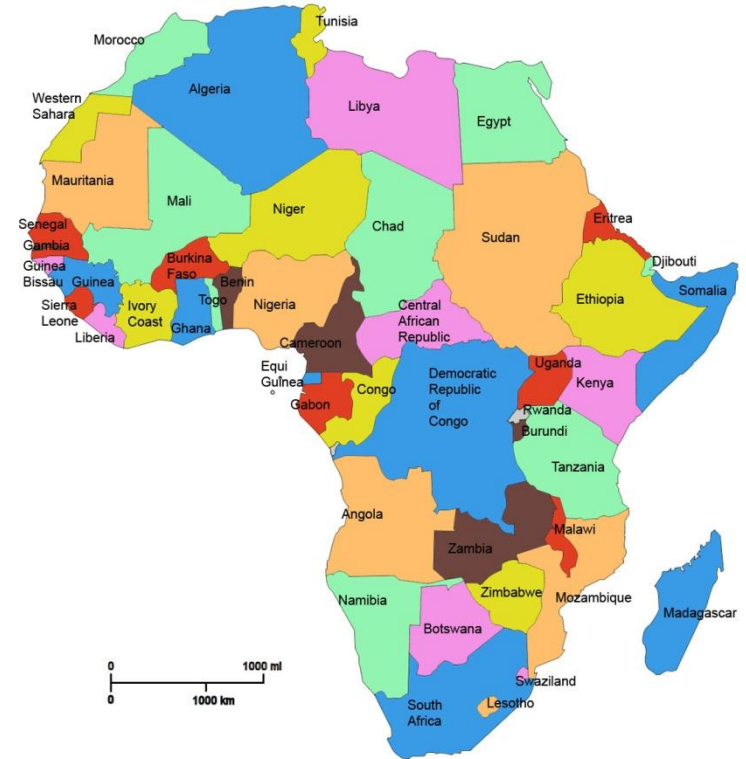 Tunisia
Morocco
Algeria
Libya
Egypt
Western
Sahara
Mauritania
Mali
Niger
Chad
Sudan
Eritrea
Senegal
Gambia
Guinea
Bissau
Guinea
Burkina
Faso
Benin
Togo
Nigeria
Djibouti
Somalia
Ethiopia
Sierra
Leone
Ivory
Coast
Ghana
Liberia
Cameroon
Central
African
Republic
Equi
Guinea
Gabon
Congo
Democratic
Republic
of
Congo
Uganda
Kenya
Rwanda
Burundi
Tanzania
Angola
Zambia
Malawi
Mozambique
Madagascar
Namibia
Zimbabwe
Botswana
Swaziland
Lesotho
South
Africa
0 1000 ml
0 1000 km